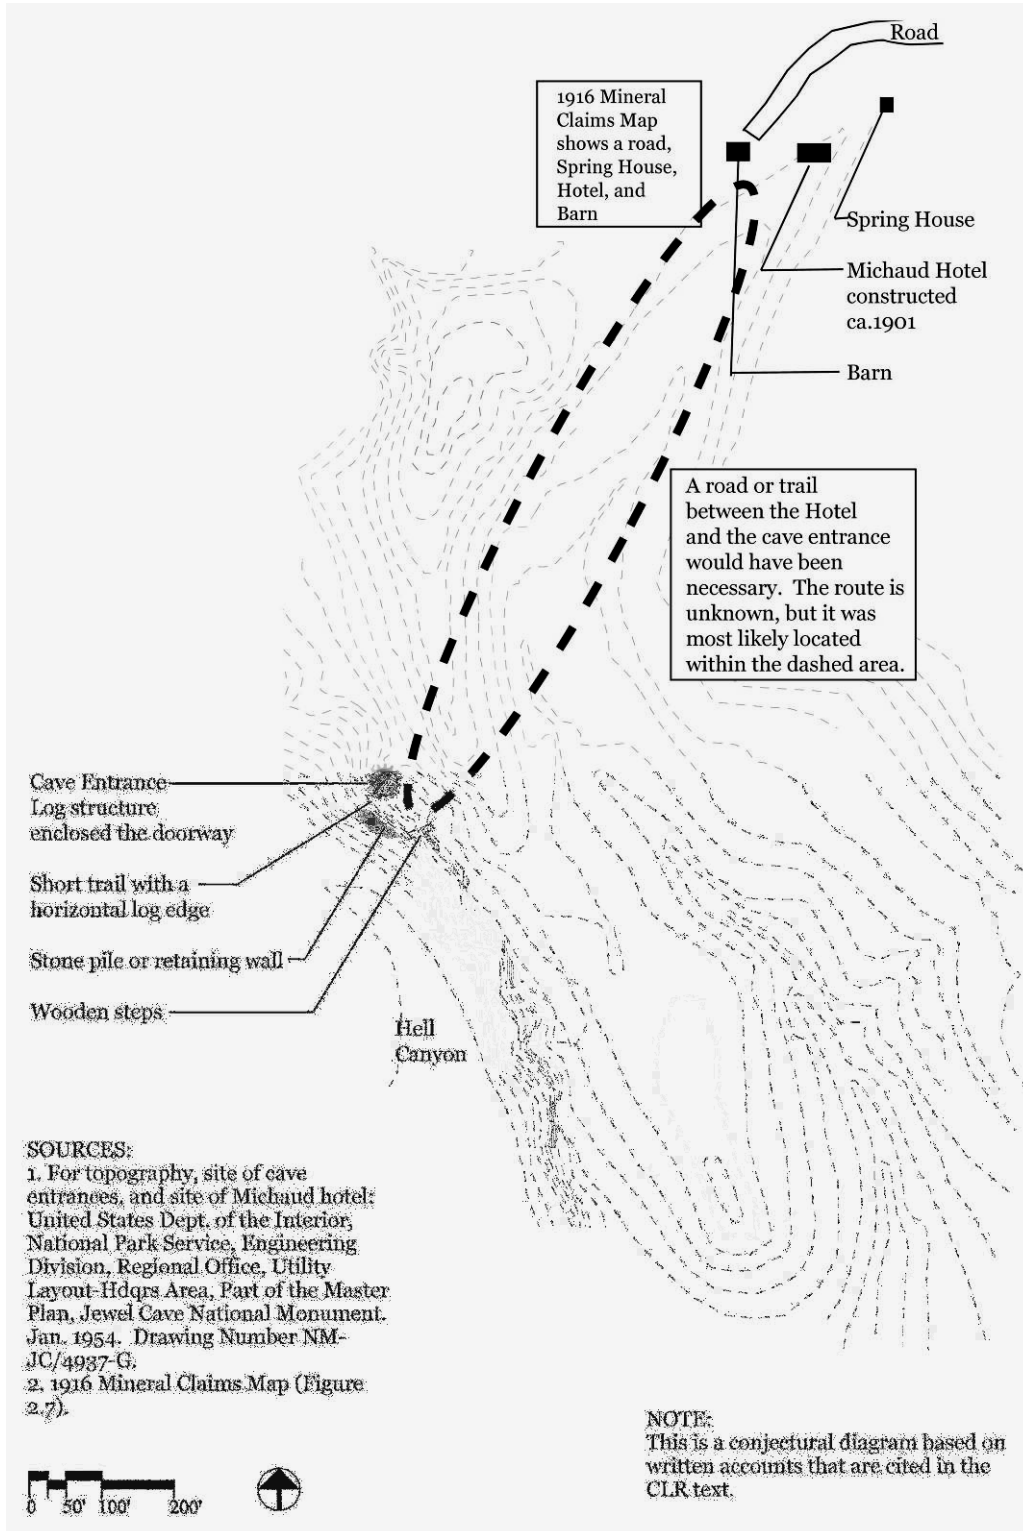 Road
1916 Mineral
Claims Map
shows a road,
Spring House,
Hotel, and
Barn
Spring House
Michaud Hotel
constructed
ca.1901
Barn
A road or trail
between the Hotel
and the cave entrance
would have been
necessary.  The route is
unknown, but it was
most likely located
within the dashed area.
Cave Entrance
Log structure
enclosed the doorway
Short trail with a
horizontal log edge
Stone pile or retaining wall
Wooden steps
Hell
Canyon
SOURCES:
1. For topography, site of cave
entrances, and site of Michaud hotel:
United States Dept. of the Interior,
National Park Service, Engineering
Division, Regional Office, Utility
Layout-Hdqrs Area, Part of the Master
Plan, Jewel Cave National Monument.
Jan. 1954.  Drawing Number NM-
JC/4937-G.
2. 1916 Mineral Claims Map (Figure
2.7).
NOTE:
This is a conjectural diagram based on
written accounts that are cited in the
CLR text.
0 50' 100' 200'